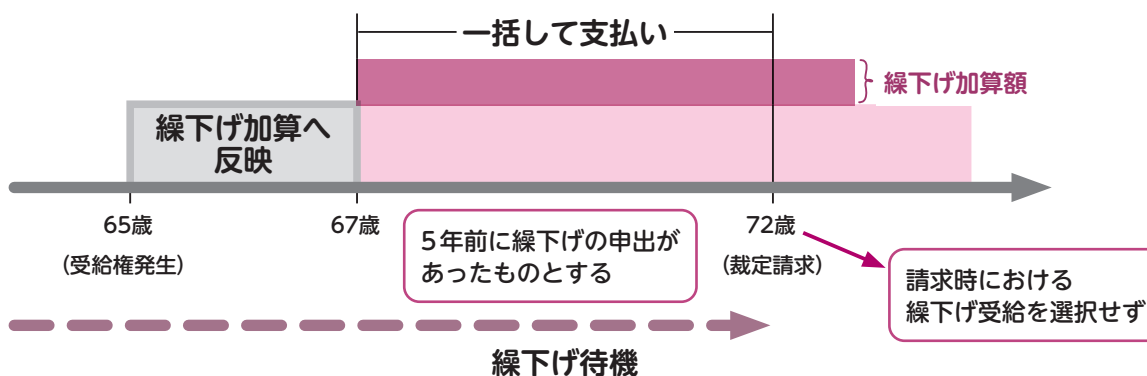 一括して支払い
繰下げ加算額
繰下げ加算へ
反映
65歳
(受給権発生)
67歳
5年前に繰下げの申出が
あったものとする
72歳
(裁定請求)
請求時における
繰下げ受給を選択せず
繰下げ待機